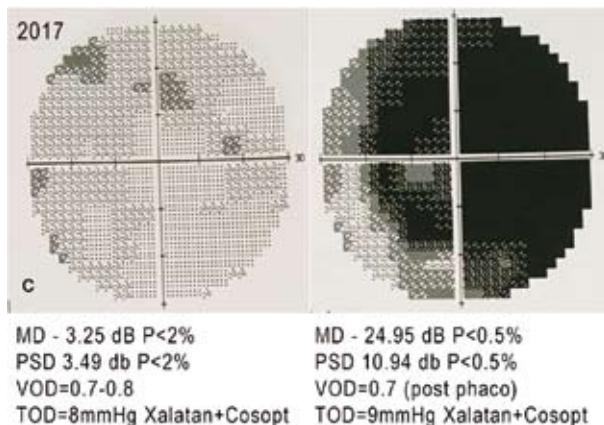 2017
30
30
C
MD - 3.25 dB P<2%
PSD 3.49 db P<2%
VOD=0.7-0.8
TOD=8mmHg Xalatan+Cosopt
MD - 24.95 dB P<0.5%
PSD 10.94 db P<0.5%
VOD=0.7 (post phaco)
TOD=9mmHg Xalatan+Cosopt